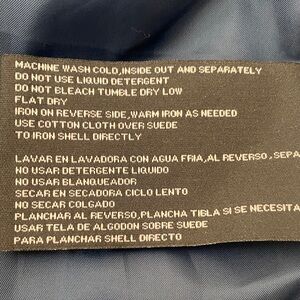 MACHINE WASH COLD,INSIDE OUT AND SEPARATELY
DO NOT USE LIQUID DETERGENT
DO NOT BLEACH TUMBLE DRY LOW
FLAT DRY
IRON ON REVERSE SIDE,WARM IRON AS NEEDED
USE COTTON CLOTH OVER SUEDE
TO IRON SHELL DIRECTLY
LAVAR EN LAVADORA CON AGUA FRIA,AL REVERSO,SEPA
NO USAR DETERGENTE LIQUIDO
NO USAR BLANQUEADOR
SECAR EN SECADORA CICLO LENTO
NO SECAR COLGADO
PLANCHAR AL REVERSO,PLANCHA TIBLA SI SE NECESITA
USAR TELA DE ALGODON SOBRE SUEDE
PARA PLANCHAR SHELL DIRECTO